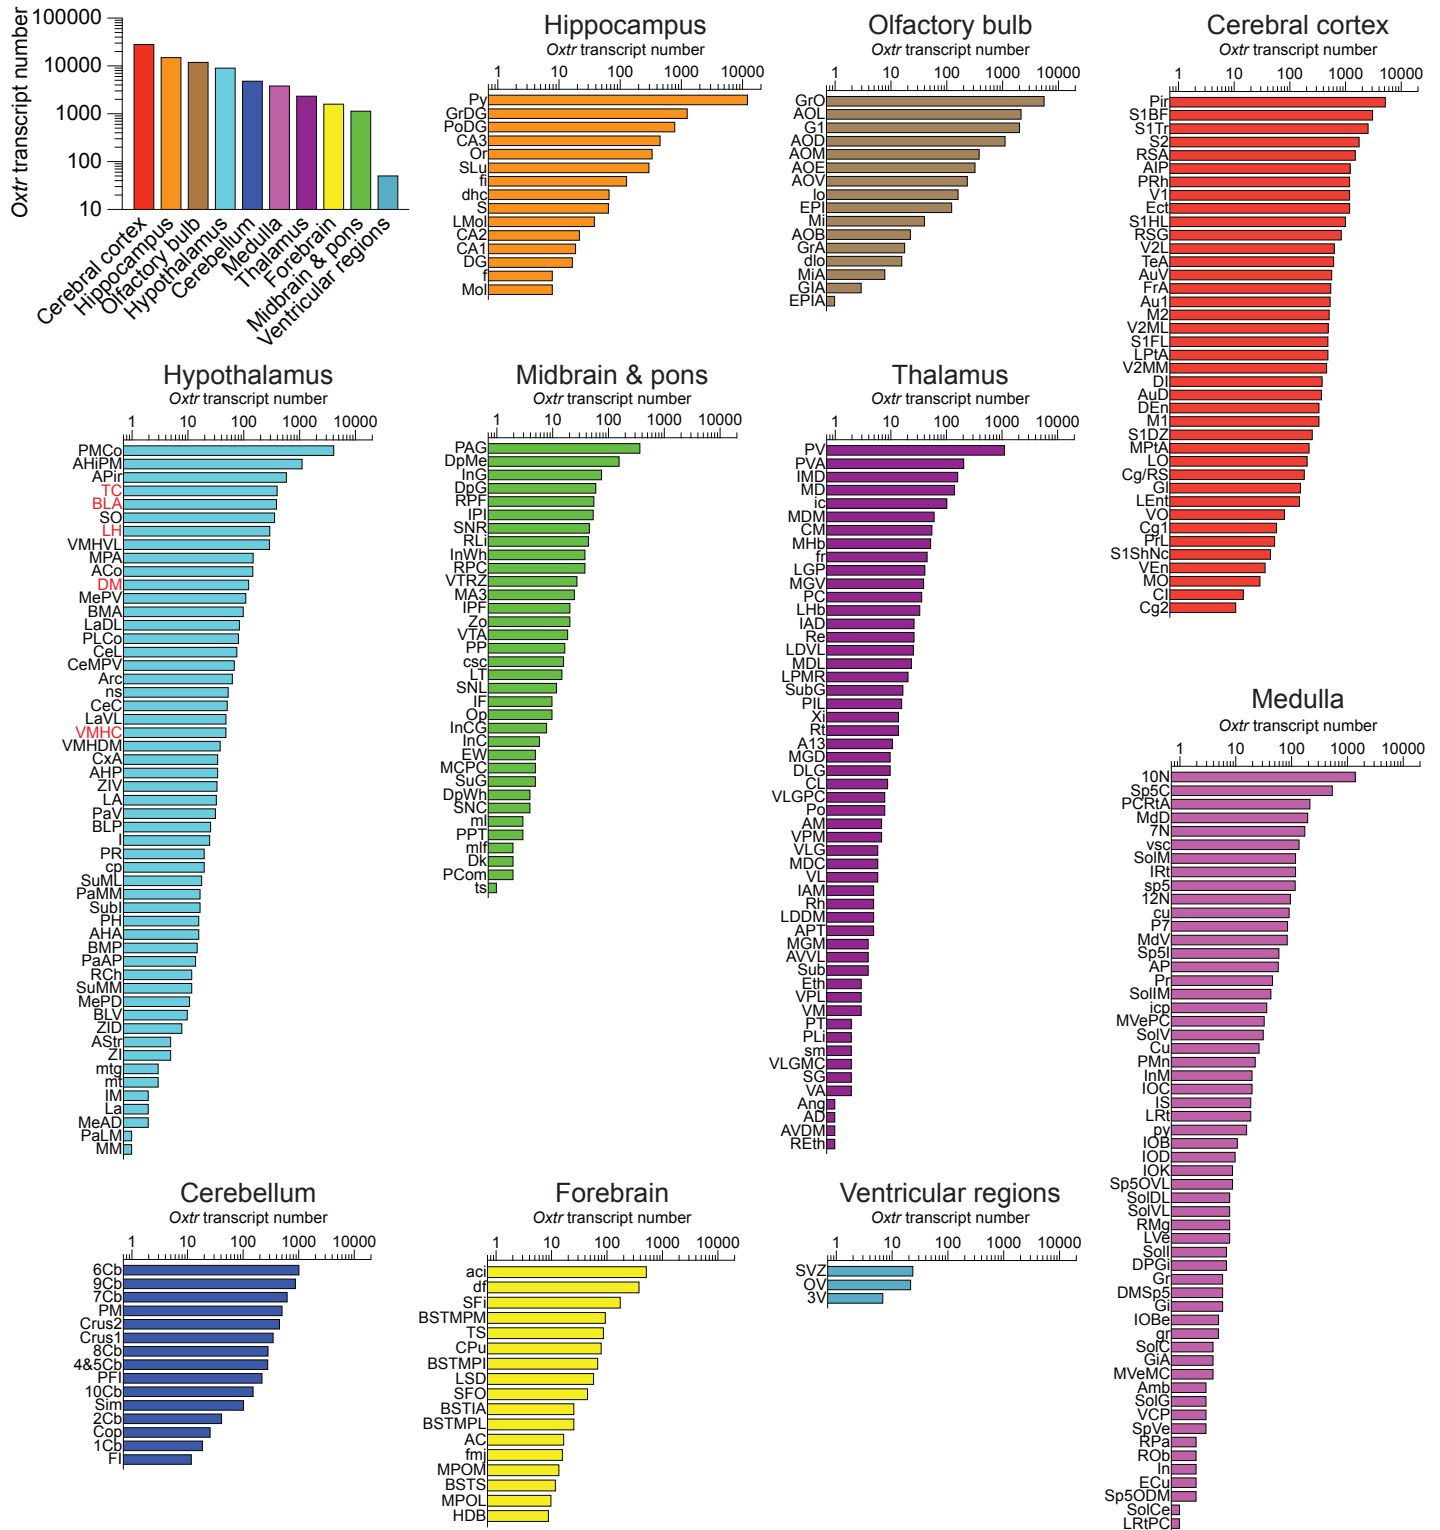 Oxtr transcript number
100000
10000
1000
100
10
Cerebral cortex
Hippocampus
Olfactory bulb
Hypothalamus
Cerebellum
Medulla
Thalamus
Forebrain
Midbrain & pons
Ventricular regions
Hippocampus
Oxtr transcript number
1 10 100 1000 10000
Py
GrDG
PoDG
CA3
Or
SLu
fi
dhc
S
LMol
CA2
CA1
DG
f
Mol
Olfactory bulb
Oxtr transcript number
1 10 100 1000 10000
GrO
AOL
G1
AOD
AOM
AOE
AOV
lo
EPI
Mi
AOB
GrA
dlo
MiA
GlA
EPlA
Cerebral cortex
Oxtr transcript number
1 10 100 1000 10000
Pir
S1BF
S1Tr
S2
RSA
AIP
PRh
V1
Ect
S1HL
RSG
V2L
TeA
AuV
FrA
Au1
M2
V2ML
S1FL
LPtA
V2MM
DI
AuD
DEn
M1
S1DZ
MPtA
LO
Cg/RS
GI
LEnt
VO
Cg1
PrL
S1ShNc
VEn
MO
Cl
Cg2
Hypothalamus
Oxtr transcript number
1 10 100 1000 10000
PMCo
AHiPM
APir
TC
BLA
SO
LH
VMHVL
MPA
ACo
DM
MePV
BMA
LaDL
PLCo
CeL
CeMPV
Arc
ns
CeC
LaVL
VMHC
VMHDM
CxA
AHP
ZIV
LA
PaV
BLP
I
PR
cp
SuML
PaMM
SubI
PH
AHA
BMP
PaAP
RCh
SuMM
MePD
BLV
ZID
AStr
ZI
mtg
mt
IM
La
MeAD
PaLM
MM
Midbrain & pons
Oxtr transcript number
1 10 100 1000 10000
PAG
DpMe
InG
DpG
RPF
IPI
SNR
RLi
InWh
RPC
VTRZ
MA3
IPF
Zo
VTA
PP
csc
LT
SNL
IF
Op
InCG
InC
EW
MCPC
SuG
DpWh
SNC
ml
PPT
mlf
Dk
PCom
ts
Thalamus
Oxtr transcript number
1 10 100 1000 10000
PV
PVA
IMD
MD
ic
MDM
CM
MHb
fr
LGP
MGV
PC
LHb
IAD
Re
LDVL
MDL
LPMR
SubG
PIL
Xi
Rt
A13
MGD
DLG
CL
VLGPC
Po
AM
VPM
VLG
MDC
VL
IAM
Rh
LDDM
APT
MGM
AVVL
Sub
Eth
VPL
VM
PT
PLi
sm
VLGMC
SG
VA
Ang
AD
AVDM
REth
Medulla
Oxtr transcript number
1 10 100 1000 10000
10N
Sp5C
PCRtA
MdD
7N
vsc
SolM
IRt
sp5
12N
cu
P7
MdV
Sp5I
AP
Pr
SolIM
icp
MVePC
SolV
Cu
PMn
InM
IOC
IS
LRt
py
IOB
IOD
IOK
Sp5OVL
SolDL
SolVL
RMg
LVe
SolI
DPGi
Gr
DMSp5
Gi
IOBe
gr
SolC
GiA
MVeMC
Amb
SolG
VCP
SpVe
RPa
ROb
In
ECu
Sp5ODM
SolCe
LRtPC
Cerebellum
Oxtr transcript number
1 10 100 1000 10000
6Cb
9Cb
7Cb
PM
Crus2
Crus1
8Cb
4&5Cb
PFl
10Cb
Sim
2Cb
Cop
1Cb
Fl
Forebrain
Oxtr transcript number
1 10 100 1000 10000
aci
df
SFi
BSTMPM
TS
CPu
BSTMPI
LSD
SFO
BSTIA
BSTMPL
AC
fmj
MPOM
BSTS
MPOL
HDB
Ventricular regions
Oxtr transcript number
1 10 100 1000 10000
SVZ
OV
3V